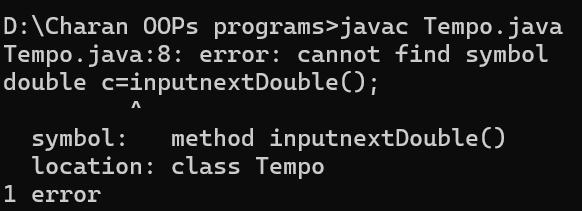 D:\Charan OOPs programs>javac Tempo.java
Tempo.java:8: error: cannot find symbol
double c=inputnextDouble();
         ^
  symbol:   method inputnextDouble()
  location: class Tempo
1 error